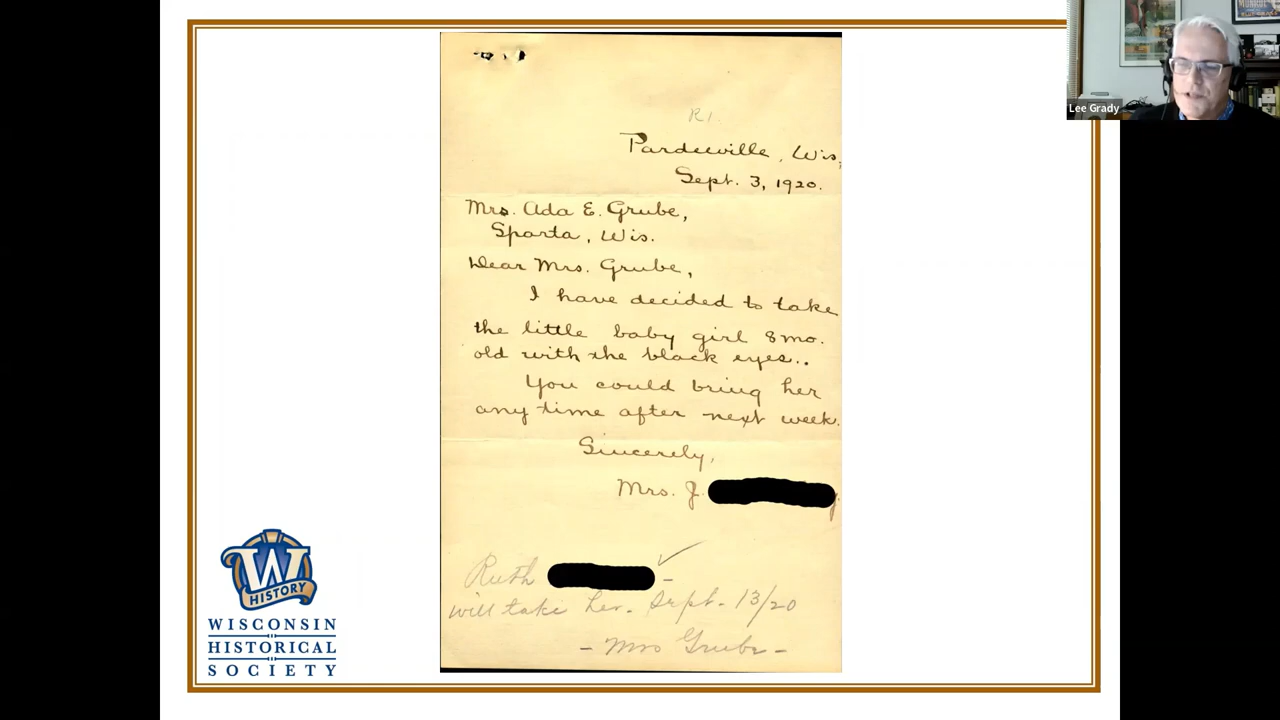 R1.
Pardeeville, Wis,
Sept. 3, 1920.
Mrs. Ada E. Grube,
Sparta, Wis.
Dear Mrs. Grube,
I have decided to take
the little baby girl 8 mo.
old with the black eyes..
You could bring her
any time after next week.
Sincerely,
Mrs. J.
Ruth ✓ -
will take her. Sept. 13/20
- Mrs Grube -
W
HISTORY
WISCONSIN
HISTORICAL
SOCIETY
Lee Grady